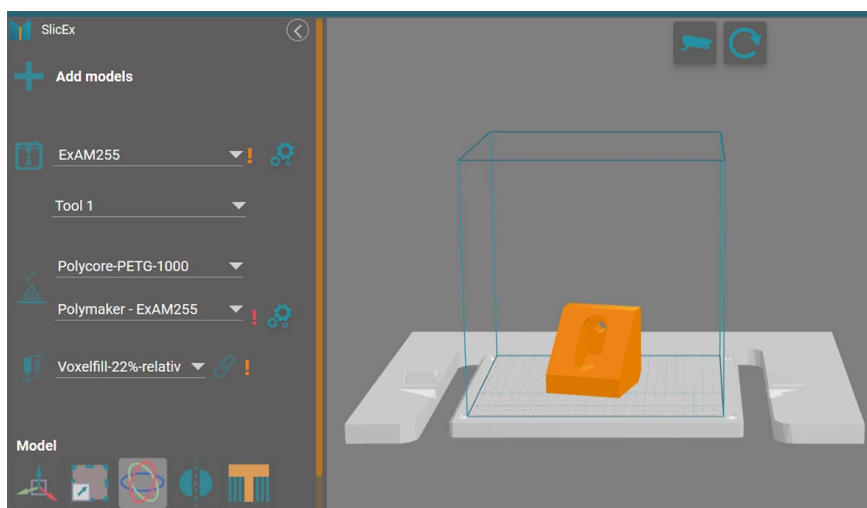 SlicEx
Add models
ExAM255
!
Tool 1
Polycore-PETG-1000
Polymaker - ExAM255
!
Voxelfill-22%-relativ
!
Model